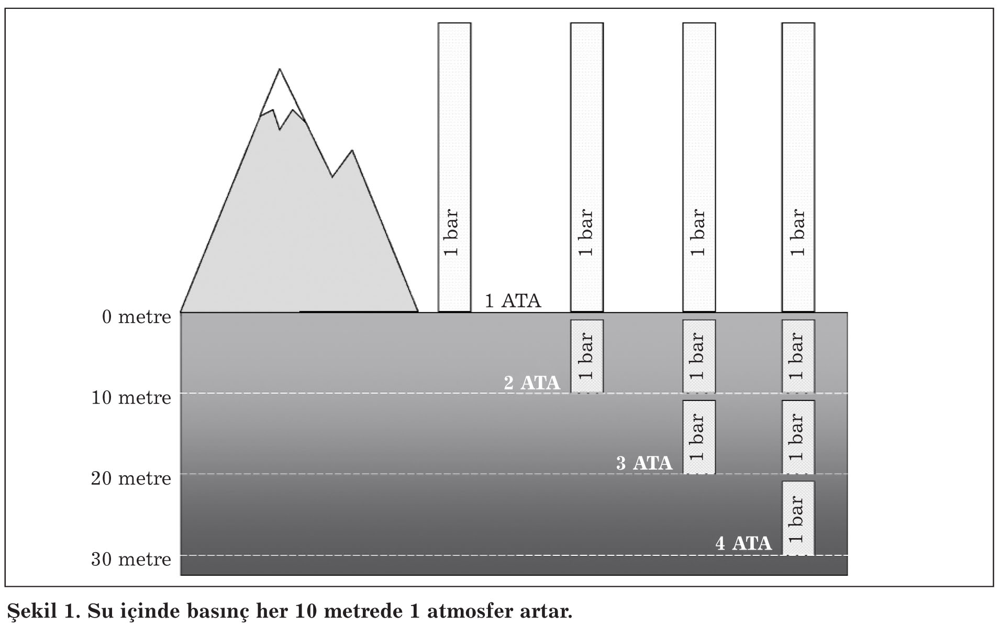 1 bar
1 bar
1 bar
1 bar
1 ATA
0 metre
1 bar
1 bar
1 bar
2 ATA
10 metre
1 bar
1 bar
3 ATA
20 metre
1 bar
4 ATA
30 metre
Şekil 1. Su içinde basınç her 10 metrede 1 atmosfer artar.